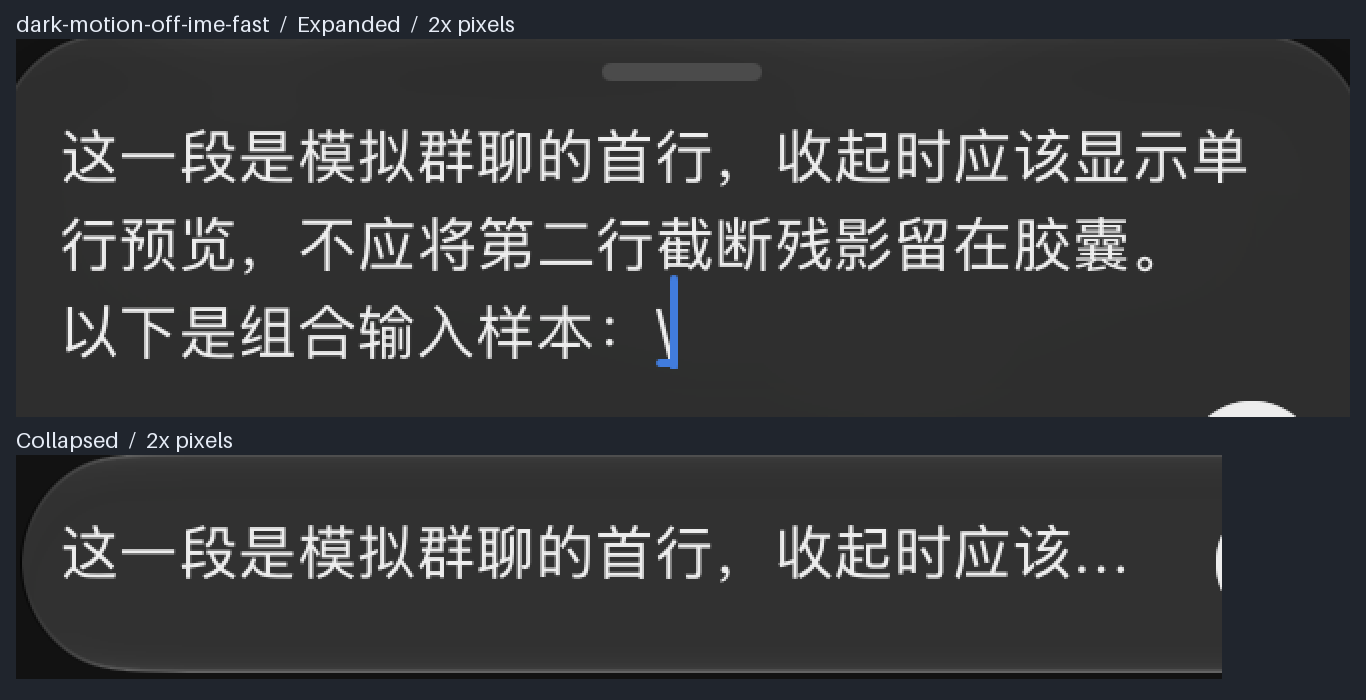 dark-motion-off-ime-fast / Expanded / 2x pixels
这一段是模拟群聊的首行，收起时应该显示单
行预览，不应将第二行截断残影留在胶囊。
以下是组合输入样本：\
Collapsed / 2x pixels
这一段是模拟群聊的首行，收起时应该...